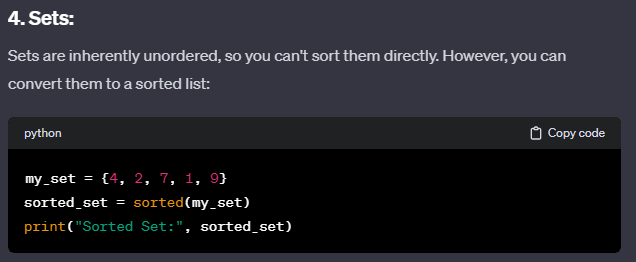 4. Sets:
Sets are inherently unordered, so you can't sort them directly. However, you can
convert them to a sorted list:
python Copy code
my_set = {4, 2, 7, 1, 9}
sorted_set = sorted(my_set)
print("Sorted Set:", sorted_set)